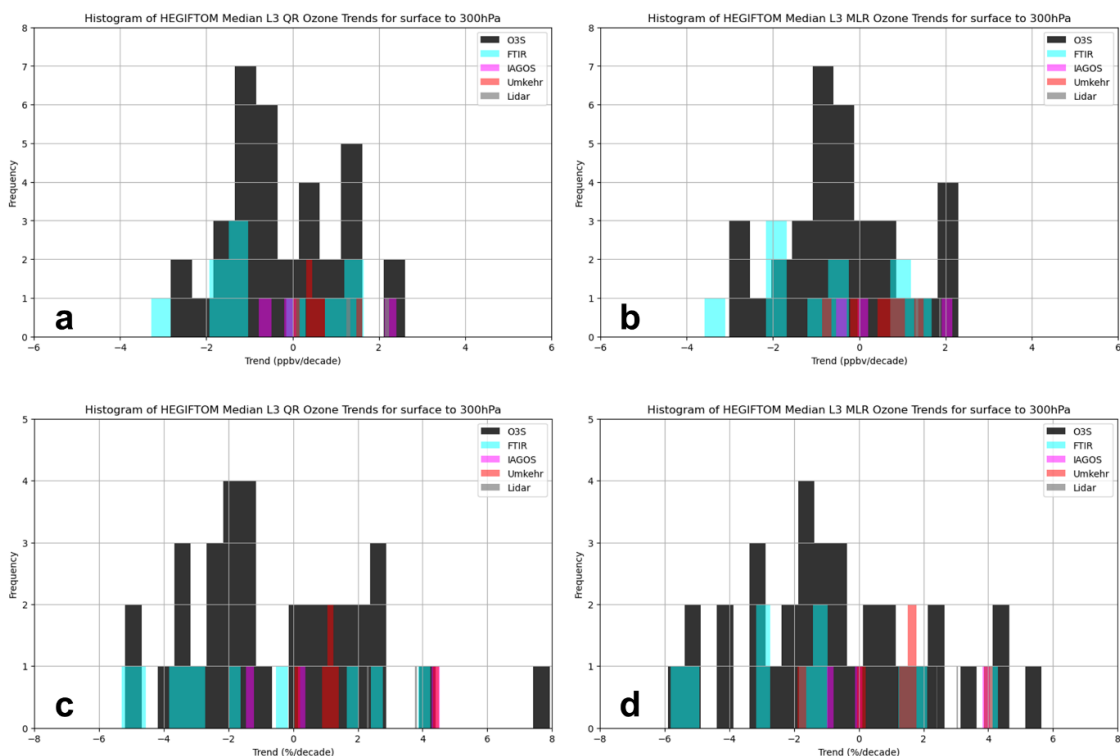 Histogram of HEGIFTOM Median L3 QR Ozone Trends for surface to 300hPa
8
7
6
5
4
3
2
1
0
Frequency
O3S
FTIR
IAGOS
Umkehr
Lidar
a
−6 −4 −2 0 2 4 6
Trend (ppbv/decade)
Histogram of HEGIFTOM Median L3 MLR Ozone Trends for surface to 300hPa
8
7
6
5
4
3
2
1
0
Frequency
O3S
FTIR
IAGOS
Umkehr
Lidar
b
−6 −4 −2 0 2 4 6
Trend (ppbv/decade)
Histogram of HEGIFTOM Median L3 QR Ozone Trends for surface to 300hPa
5
4
3
2
1
0
Frequency
O3S
FTIR
IAGOS
Umkehr
Lidar
c
−8 −6 −4 −2 0 2 4 6 8
Trend (%/decade)
Histogram of HEGIFTOM Median L3 MLR Ozone Trends for surface to 300hPa
5
4
3
2
1
0
Frequency
O3S
FTIR
IAGOS
Umkehr
Lidar
d
−8 −6 −4 −2 0 2 4 6 8
Trend (%/decade)